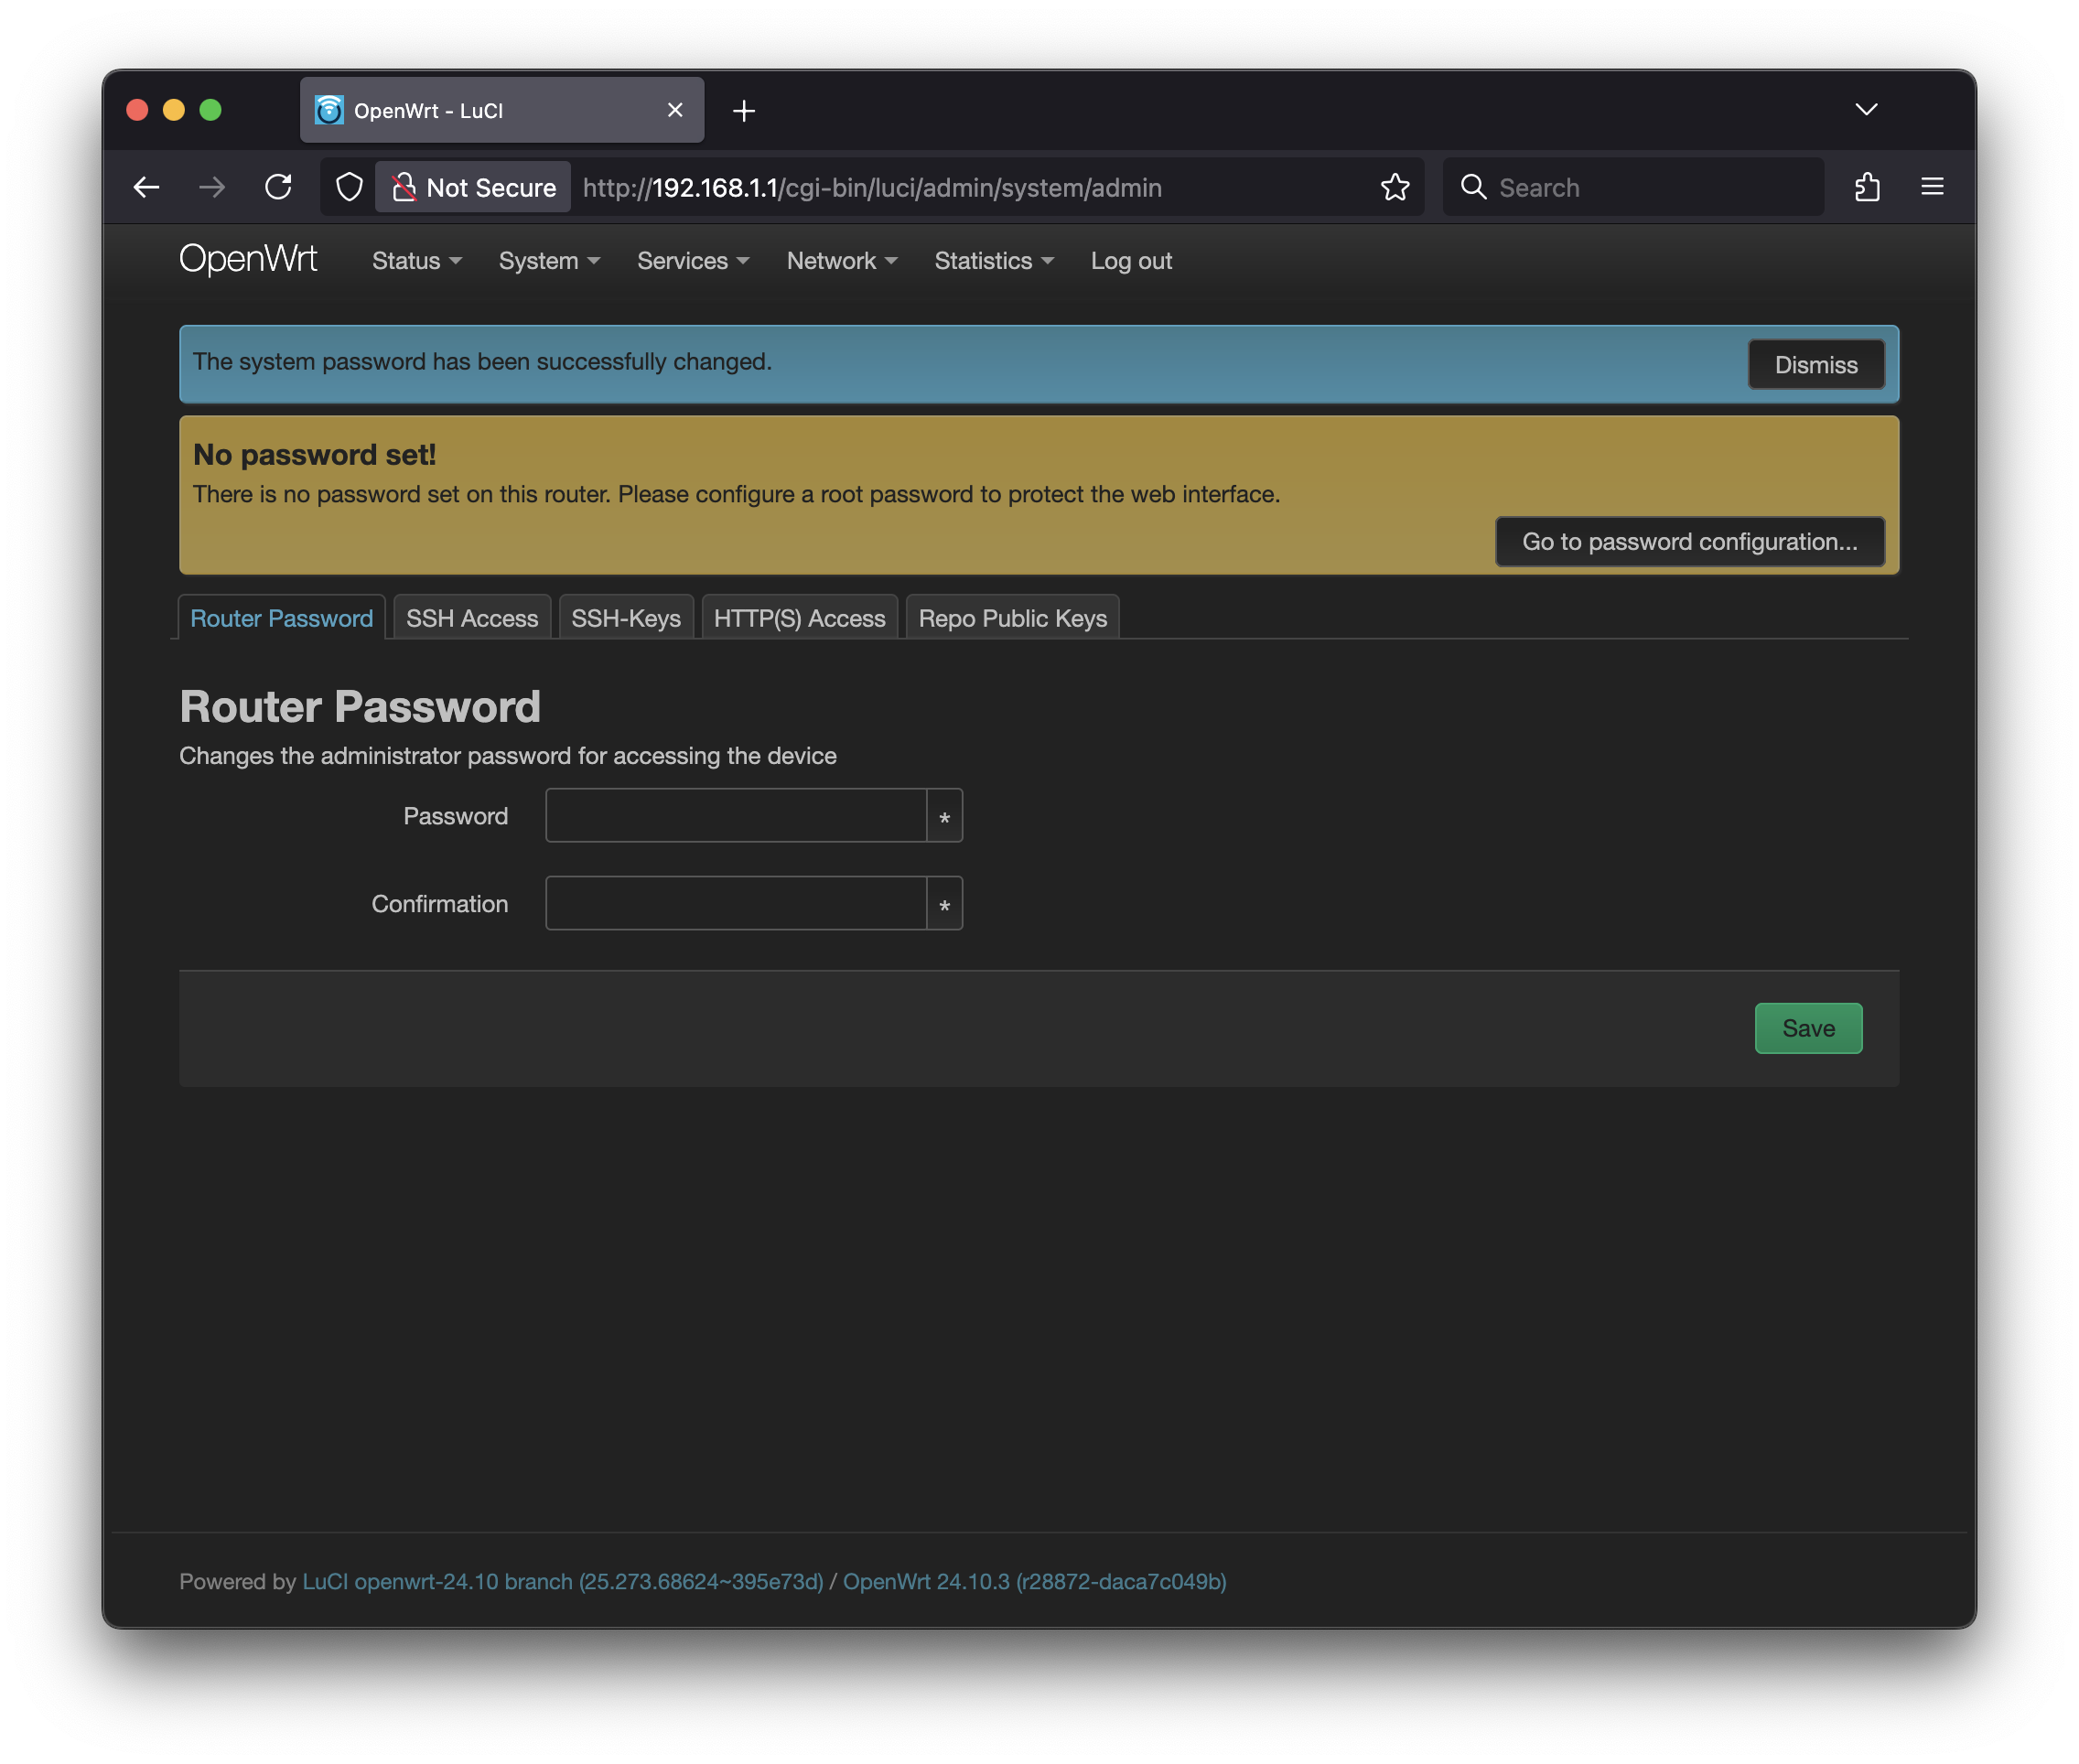 OpenWrt - LuCI
Not Secure http://192.168.1.1/cgi-bin/luci/admin/system/admin Search
OpenWrt Status System Services Network Statistics Log out
The system password has been successfully changed. Dismiss
No password set!
There is no password set on this router. Please configure a root password to protect the web interface.
Go to password configuration...
Router Password SSH Access SSH-Keys HTTP(S) Access Repo Public Keys
Router Password
Changes the administrator password for accessing the device
Password *
Confirmation *
Save
Powered by LuCI openwrt-24.10 branch (25.273.68624~395e73d) / OpenWrt 24.10.3 (r28872-daca7c049b)